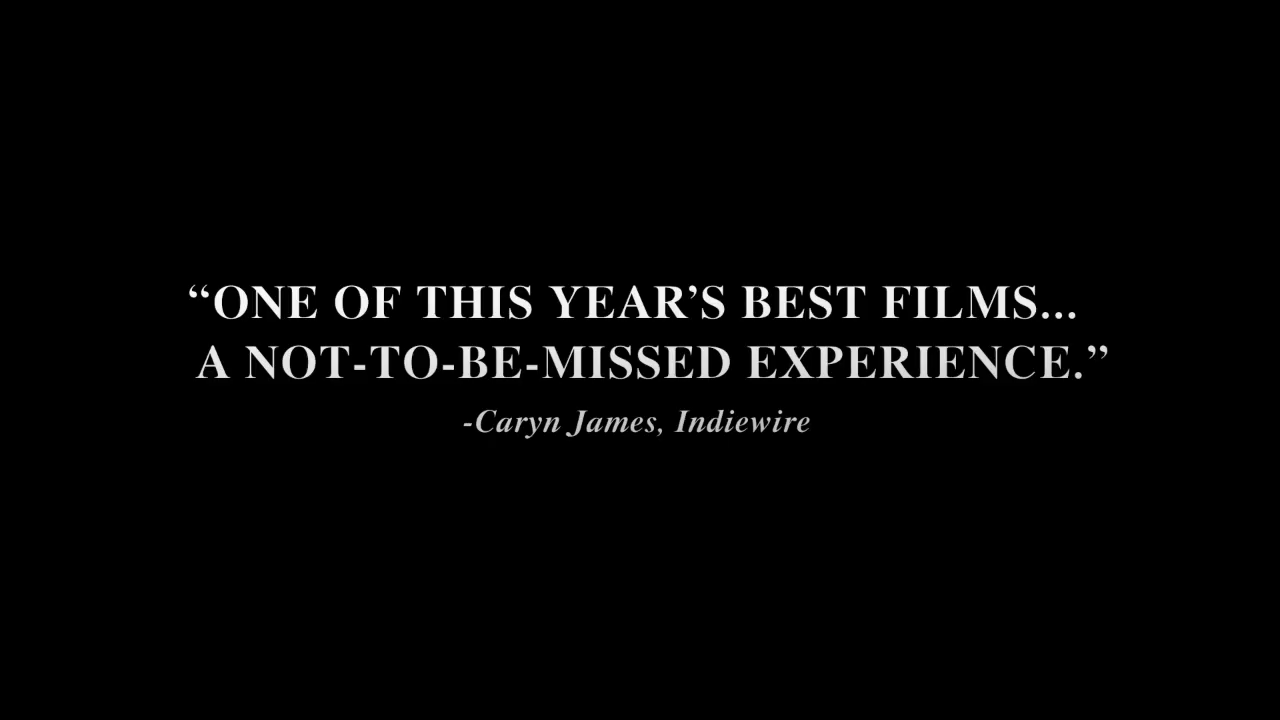 “ONE OF THIS YEAR’S BEST FILMS...
A NOT-TO-BE-MISSED EXPERIENCE.”
-Caryn James, Indiewire